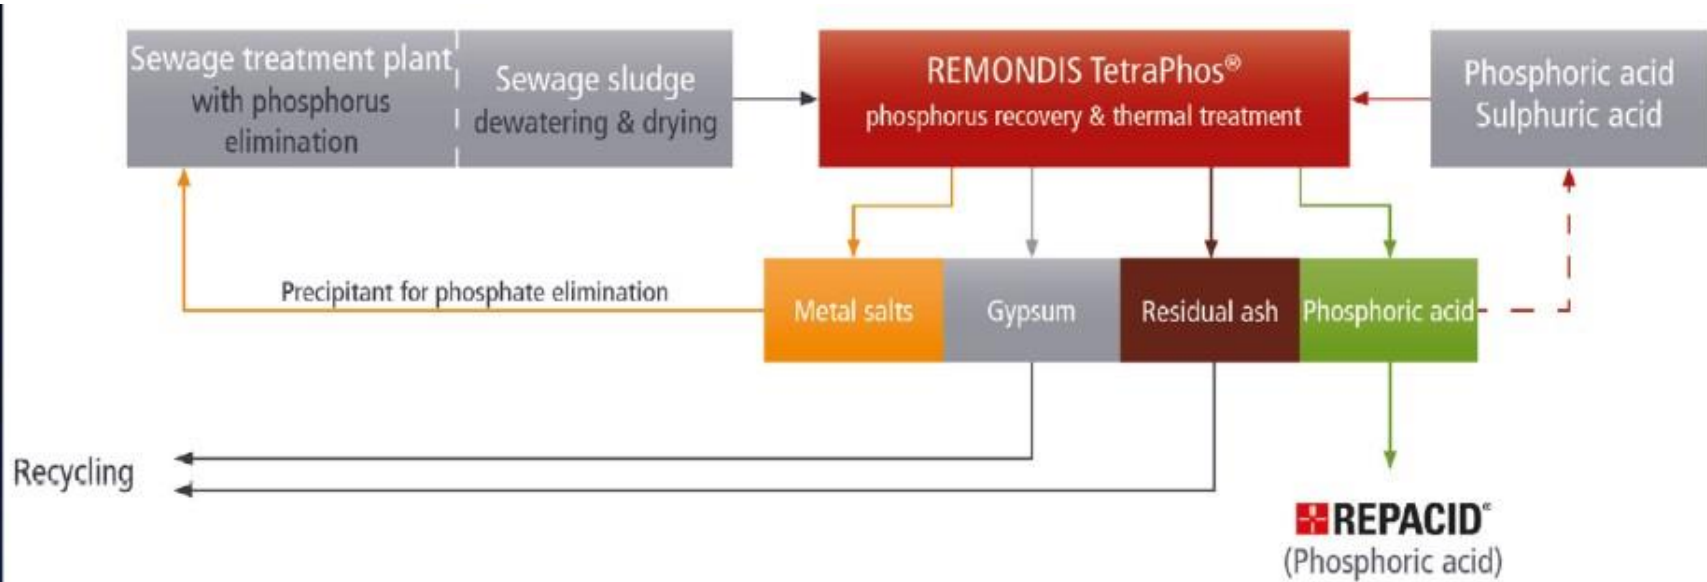 Sewage treatment plant
with phosphorus
elimination
Sewage sludge
dewatering & drying
REMONDIS TetraPhos®
phosphorus recovery & thermal treatment
Phosphoric acid
Sulphuric acid
Precipitant for phosphate elimination
Metal salts
Gypsum
Residual ash
Phosphoric acid
Recycling
REPACID®
(Phosphoric acid)